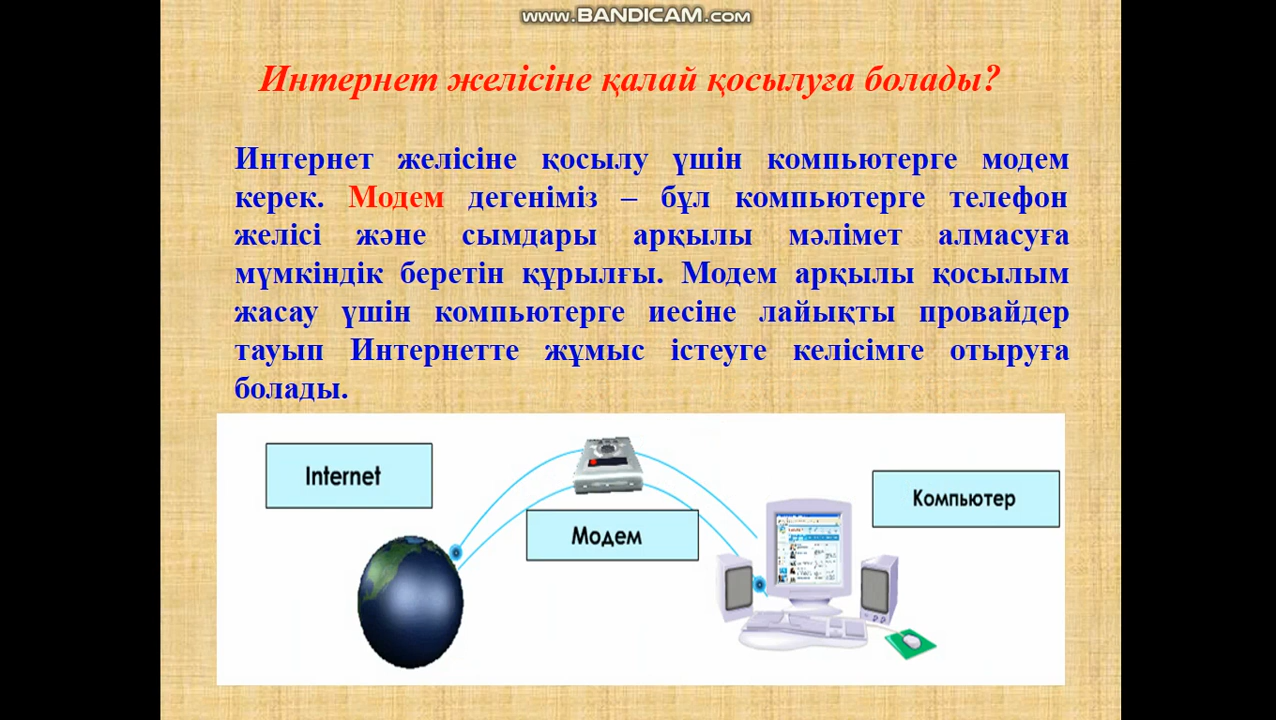 www.BANDICAM.com
Интернет желісіне қалай қосылуға болады?
Интернет желісіне қосылу үшін компьютерге модем
керек. Модем дегеніміз – бұл компьютерге телефон
желісі және сымдары арқылы мәлімет алмасуға
мүмкіндік беретін құрылғы. Модем арқылы қосылым
жасау үшін компьютерге иесіне лайықты провайдер
тауып Интернетте жұмыс істеуге келісімге отыруға
болады.
Internet
Модем
Компьютер